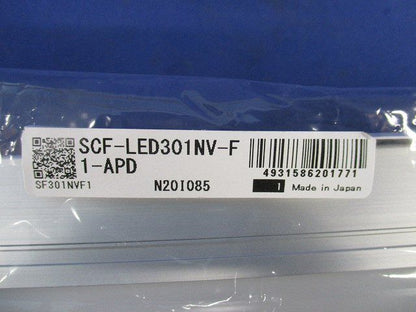 SCF-LED301NV-F
1-APD
SF301NVF1
N20I085
4931586201771
1 Made in Japan